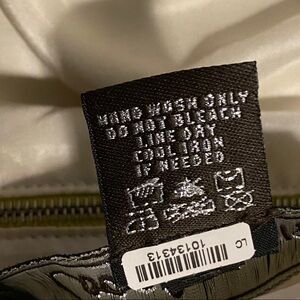 HAND WASH ONLY
DO NOT BLEACH
LINE DRY
COOL IRON
IF NEEDED
LC
10134313